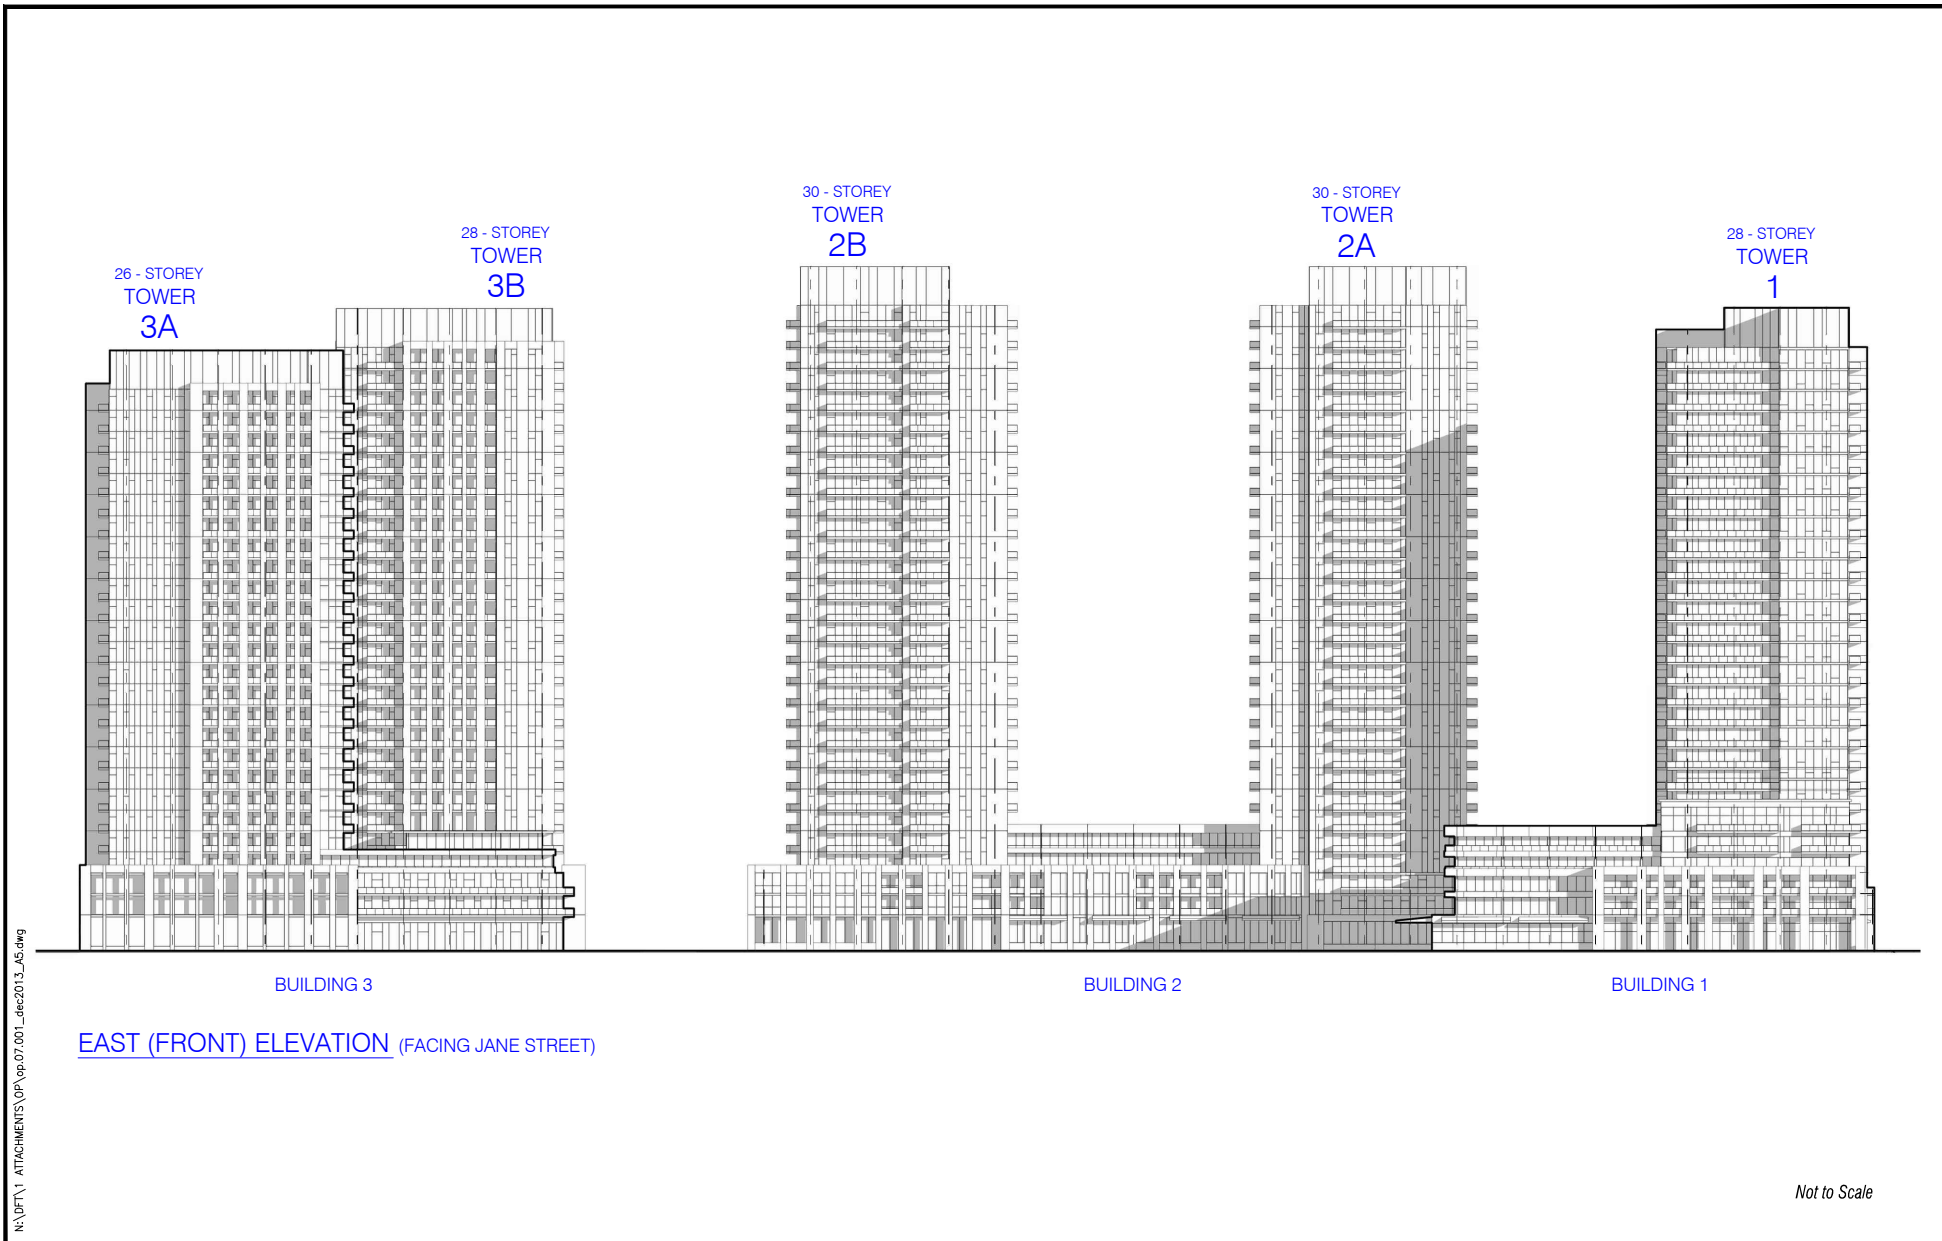 26 - STOREY
TOWER
3A
28 - STOREY
TOWER
3B
30 - STOREY
TOWER
2B
30 - STOREY
TOWER
2A
28 - STOREY
TOWER
1
BUILDING 3
BUILDING 2
BUILDING 1
EAST (FRONT) ELEVATION (FACING JANE STREET)
Not to Scale
N:\DFT\1 ATTACHMENTS\OP\op.07.001_dec2013_A5.dwg